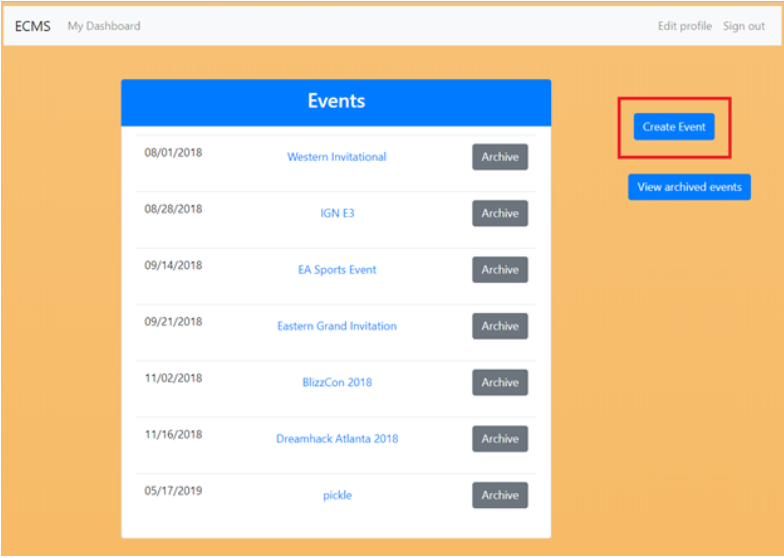 ECMS My Dashboard Edit profile Sign out
Events
Create Event
View archived events
08/01/2018 Western Invitational Archive
08/28/2018 IGN E3 Archive
09/14/2018 EA Sports Event Archive
09/21/2018 Eastern Grand Invitation Archive
11/02/2018 BlizzCon 2018 Archive
11/16/2018 Dreamhack Atlanta 2018 Archive
05/17/2019 pickle Archive